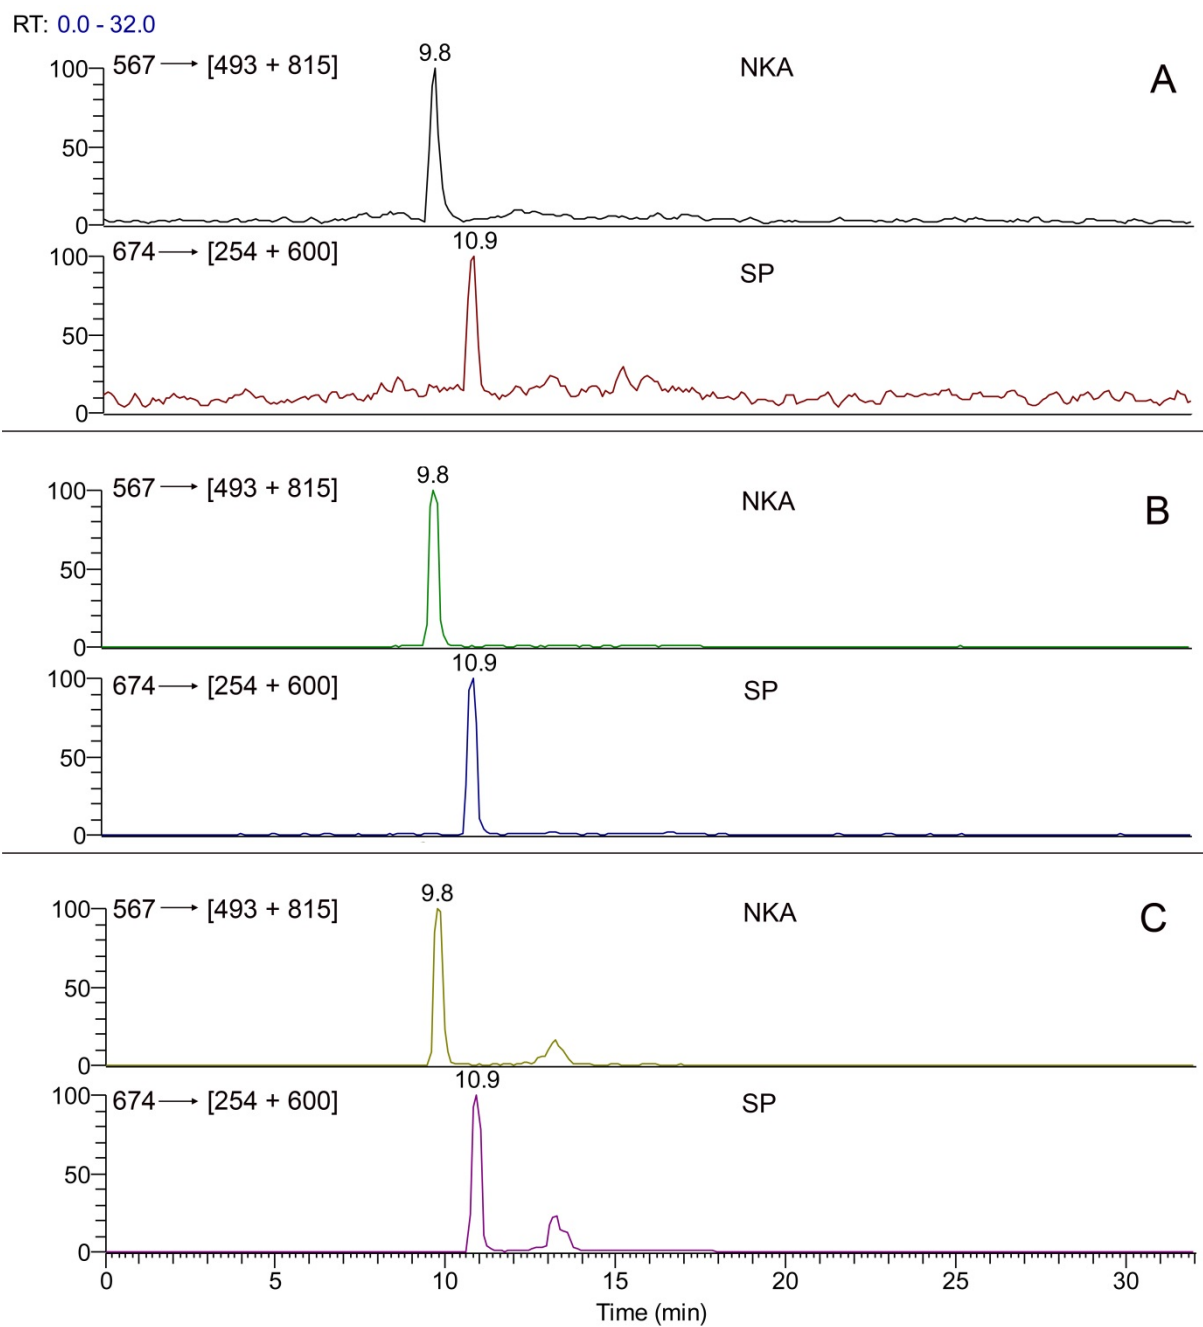 RT: 0.0 - 32.0
9.8
100 567 → [493 + 815] NKA A
50
0
10.9
100 674 → [254 + 600] SP
50
0
9.8
100 567 → [493 + 815] NKA B
50
0
10.9
100 674 → [254 + 600] SP
50
0
9.8
100 567 → [493 + 815] NKA C
50
0
10.9
100 674 → [254 + 600] SP
50
0
0 5 10 15 20 25 30
Time (min)